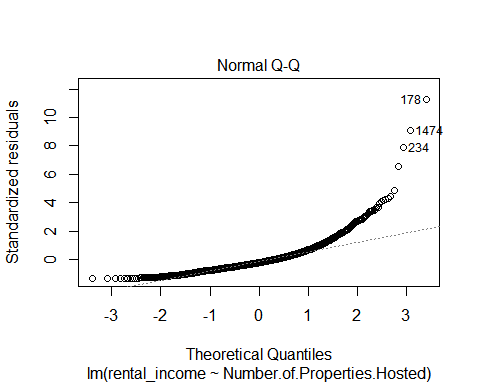 Normal Q-Q
Standardized residuals
10
8
6
4
2
0
178
1474
234
-3 -2 -1 0 1 2 3
Theoretical Quantiles
lm(rental_income ~ Number.of.Properties.Hosted)